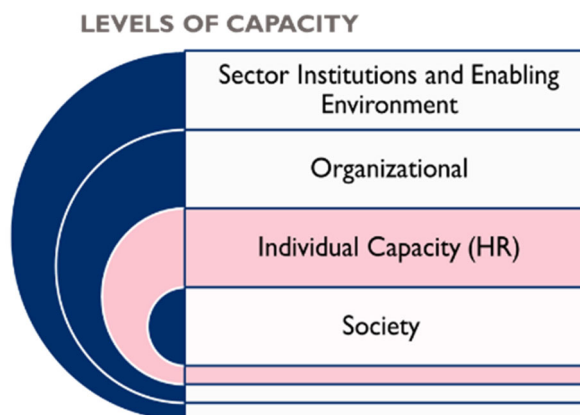 LEVELS OF CAPACITY
Sector Institutions and Enabling
Environment
Organizational
Individual Capacity (HR)
Society